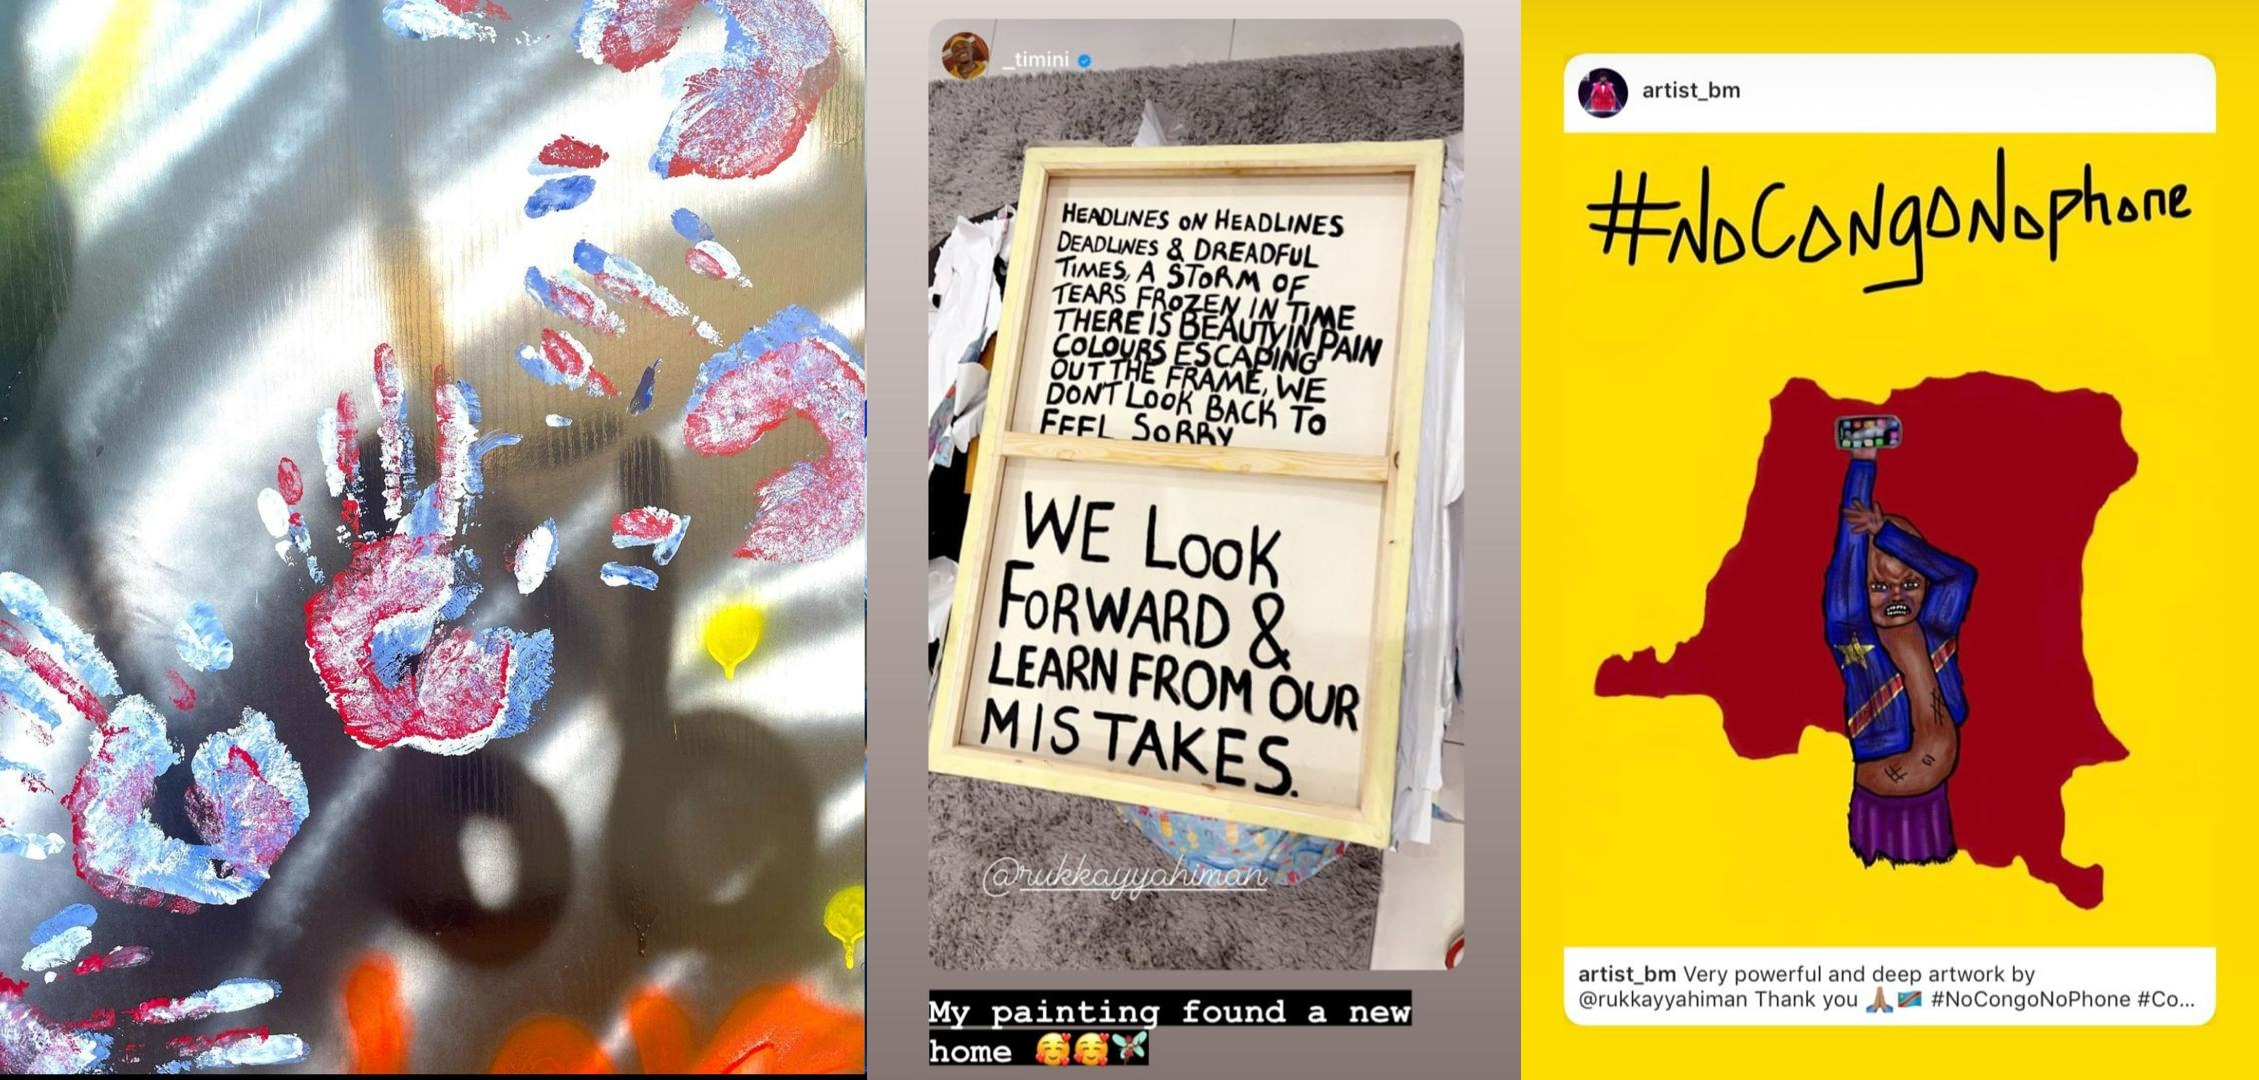 _timini
HEADLINES ON HEADLINES
DEADLINES & DREADFUL
TIMES, A STORM OF
TEARS FROZEN IN TIME
THERE IS BEAUTY IN PAIN
COLOURS ESCAPING
OUT THE FRAME, WE
DON'T LOOK BACK TO
FEEL SORRY
WE LOOK
FORWARD &
LEARN FROM OUR
MISTAKES.
@rukkayyahiman
My painting found a new
home 🥰🥰🧚
artist_bm
#NoCongoNophone
artist_bm Very powerful and deep artwork by
@rukkayyahiman Thank you 🙏🏽🇨🇩 #NoCongoNoPhone #Co...